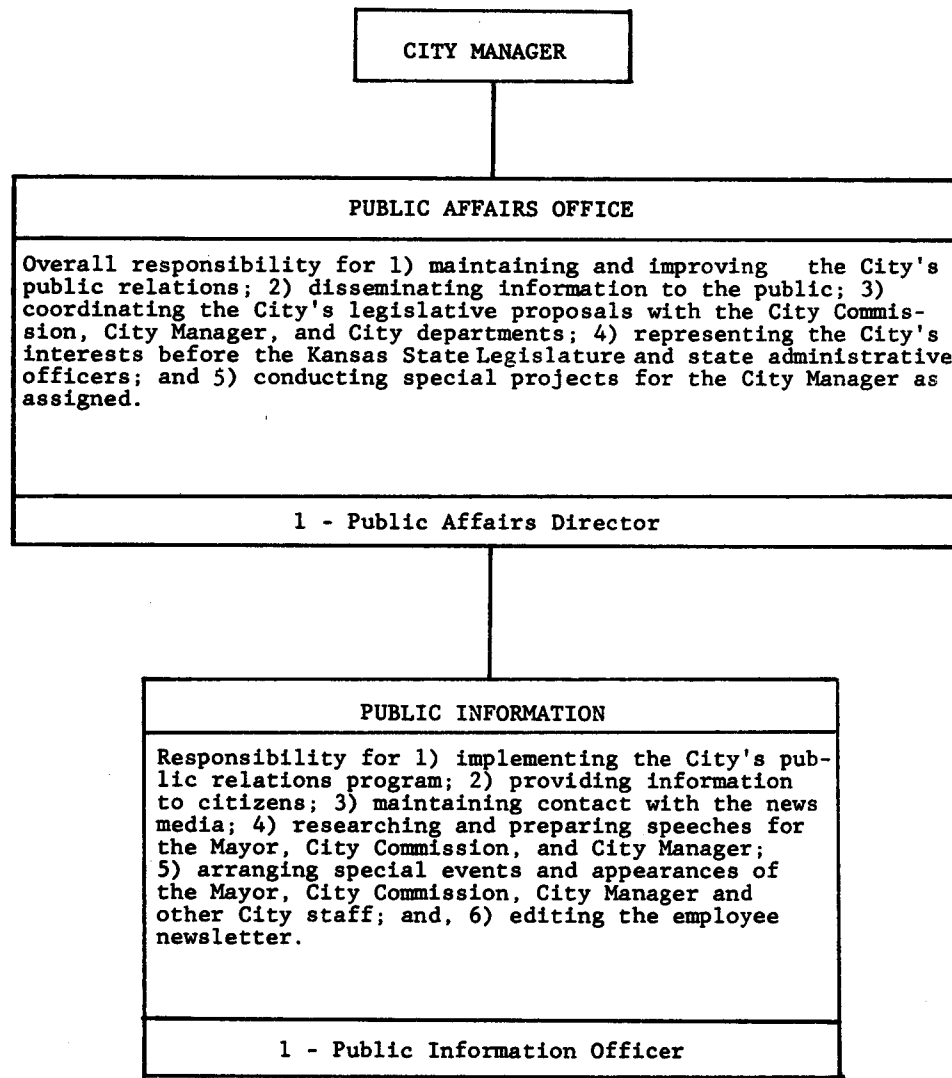 CITY MANAGER
PUBLIC AFFAIRS OFFICE
Overall responsibility for 1) maintaining and improving the City's
public relations; 2) disseminating information to the public; 3)
coordinating the City's legislative proposals with the City Commis-
sion, City Manager, and City departments; 4) representing the City's
interests before the Kansas State Legislature and state administrative
officers; and 5) conducting special projects for the City Manager as
assigned.
1 - Public Affairs Director
PUBLIC INFORMATION
Responsibility for 1) implementing the City's pub-
lic relations program; 2) providing information
to citizens; 3) maintaining contact with the news
media; 4) researching and preparing speeches for
the Mayor, City Commission, and City Manager;
5) arranging special events and appearances of
the Mayor, City Commission, City Manager and
other City staff; and, 6) editing the employee
newsletter.
1 - Public Information Officer